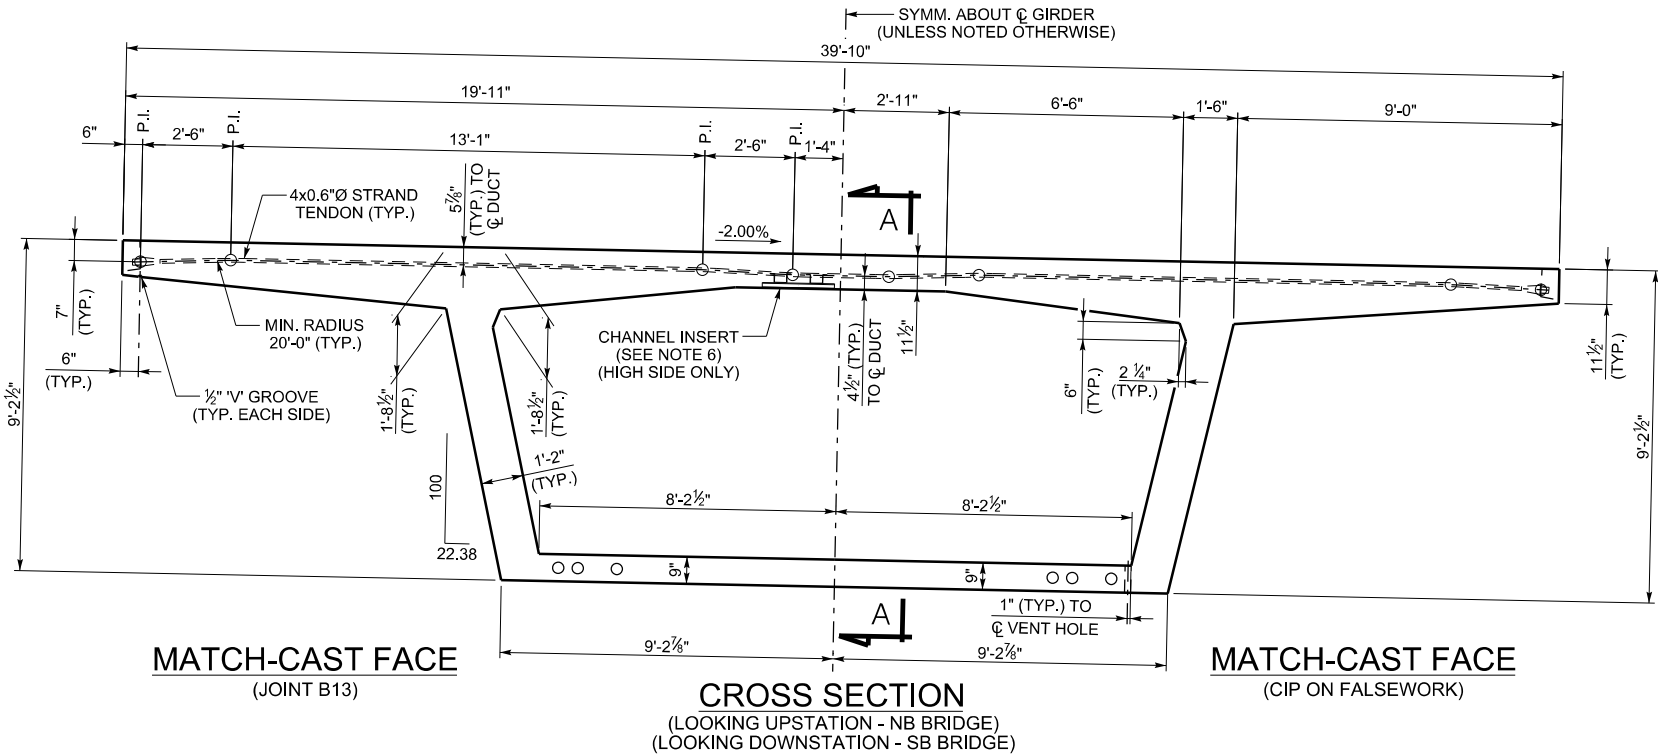 SYMM. ABOUT ℄ GIRDER
(UNLESS NOTED OTHERWISE)
39'-10"
19'-11"
2'-11"
6'-6"
1'-6"
9'-0"
6"
P.I.
2'-6"
P.I.
13'-1"
P.I.
2'-6"
P.I.
1'-4"
4x0.6"Ø STRAND
TENDON (TYP.)
5⅞"
(TYP.) TO
℄ DUCT
A
-2.00%
7"
(TYP.)
MIN. RADIUS
20'-0" (TYP.)
CHANNEL INSERT
(SEE NOTE 6)
(HIGH SIDE ONLY)
4½" (TYP.)
TO ℄ DUCT
11½"
6"
(TYP.)
2 ¼"
(TYP.)
11½"
(TYP.)
6"
(TYP.)
½" 'V' GROOVE
(TYP. EACH SIDE)
9'-2½"
1'-8½"
(TYP.)
1'-8½"
(TYP.)
9'-2½"
1'-2"
(TYP.)
100
22.38
8'-2½"
8'-2½"
9"
9"
A
1" (TYP.) TO
℄ VENT HOLE
9'-2⅞"
9'-2⅞"
MATCH-CAST FACE
(JOINT B13)
MATCH-CAST FACE
(CIP ON FALSEWORK)
CROSS SECTION
(LOOKING UPSTATION - NB BRIDGE)
(LOOKING DOWNSTATION - SB BRIDGE)